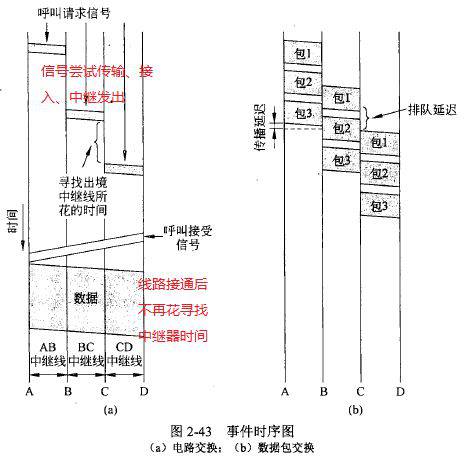 呼叫请求信号
信号尝试传输、接
入、中继发出
寻找出境
中继线所
花的时间
时间
呼叫接受
信号
数据
线路接通后
不再花寻找
中继器时间
AB
中继线
BC
中继线
CD
中继线
A
B
C
D
(a)
包1
包2
包3
包1
包2
包3
包1
包2
包3
传播延迟
排队延迟
A
B
C
D
(b)
图 2-43 事件时序图
(a) 电路交换; (b) 数据包交换